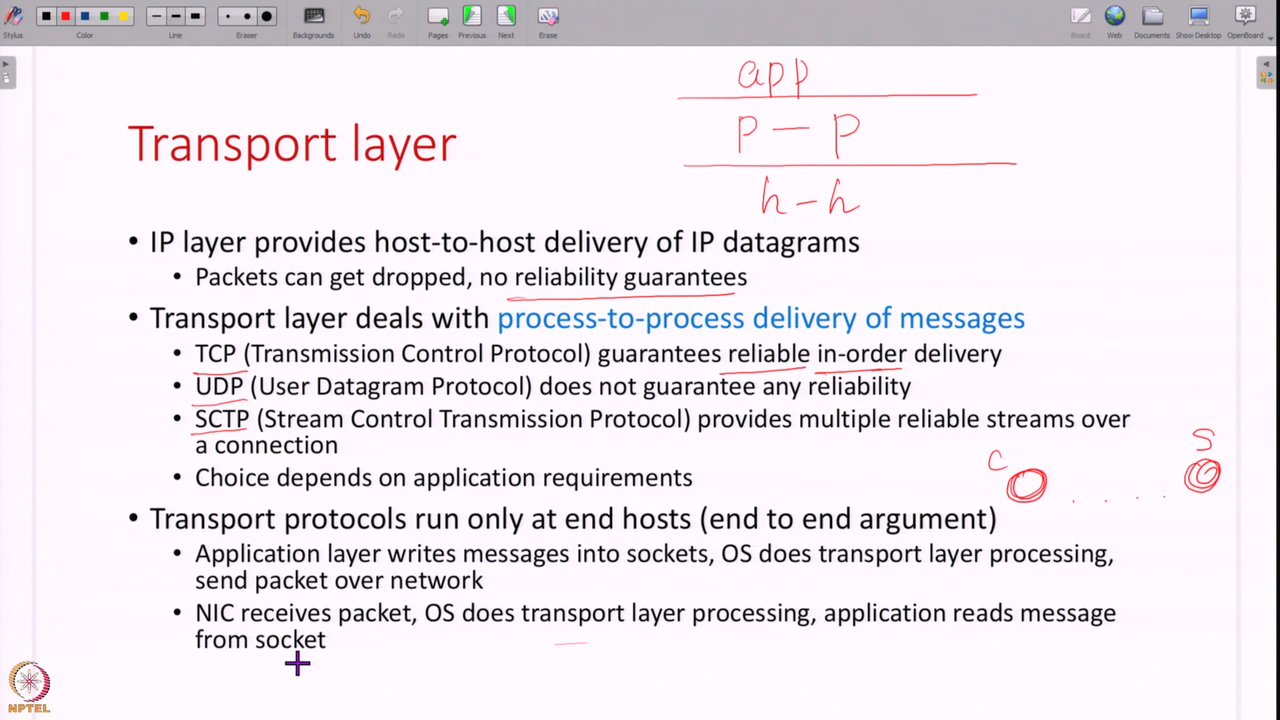 Stylus
Color
Line
Eraser
Backgrounds
Undo
Redo
Pages
Previous
Next
Erase
Board
Web
Documents
Show Desktop
OpenBoard
app
p – p
h – h
Transport layer
• IP layer provides host-to-host delivery of IP datagrams
• Packets can get dropped, no reliability guarantees
• Transport layer deals with process-to-process delivery of messages
• TCP (Transmission Control Protocol) guarantees reliable in-order delivery
• UDP (User Datagram Protocol) does not guarantee any reliability
• SCTP (Stream Control Transmission Protocol) provides multiple reliable streams over
a connection
C
S
• Choice depends on application requirements
• Transport protocols run only at end hosts (end to end argument)
• Application layer writes messages into sockets, OS does transport layer processing,
send packet over network
• NIC receives packet, OS does transport layer processing, application reads message
from socket
NPTEL